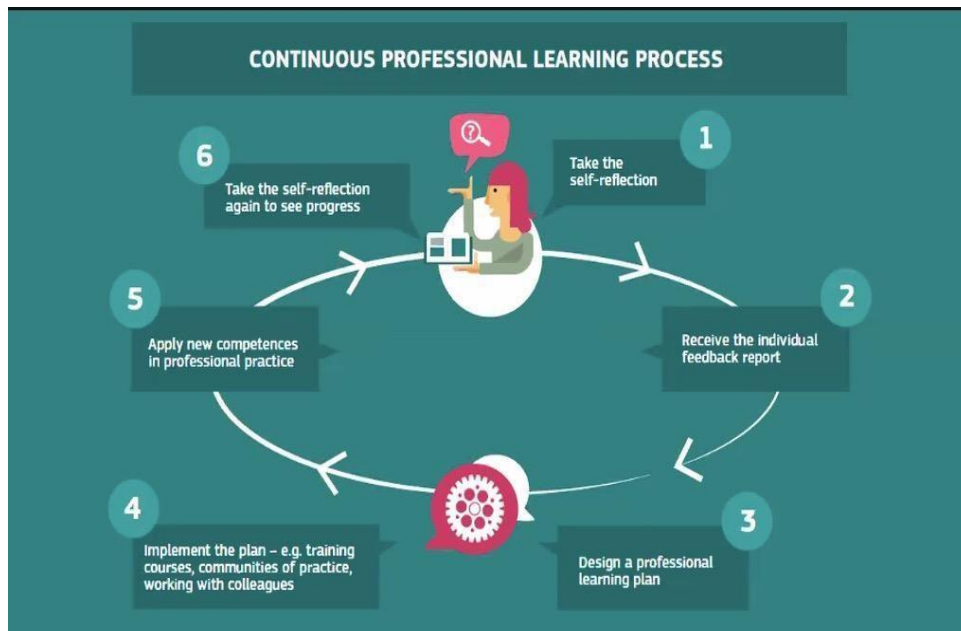 CONTINUOUS PROFESSIONAL LEARNING PROCESS
1
Take the
self-reflection
2
Receive the individual
feedback report
3
Design a professional
learning plan
4
Implement the plan – e.g. training
courses, communities of practice,
working with colleagues
5
Apply new competences
in professional practice
6
Take the self-reflection
again to see progress
?